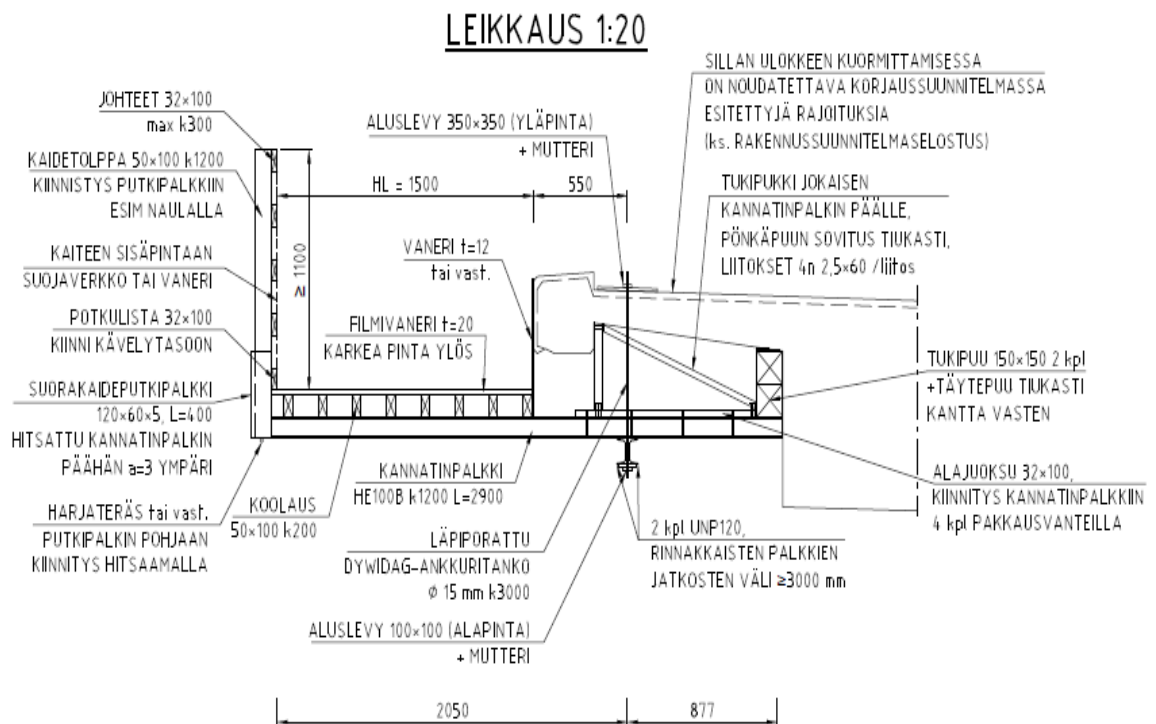 LEIKKAUS 1:20
JOHTEET 32×100
max k300
KAIDETOLPPA 50×100 k1200
KIINNITYS PUTKIPALKKIIN
ESIM NAULALLA
KAITEEN SISÄPINTAAN
SUOJAVERKKO TAI VANERI
POTKULISTA 32×100
KIINNI KÄVELYTASOON
SUORAKAIDEPUTKIPALKKI
120×60×5, L=400
HITSATTU KANNATINPALKIN
PÄÄHÄN a=3 YMPÄRI
HARJATERÄS tai vast.
PUTKIPALKIN POHJAAN
KIINNITYS HITSAAMALLA
HL = 1500
550
≥ 1100
ALUSLEVY 350×350 (YLÄPINTA)
+ MUTTERI
VANERI t=12
tai vast.
FILMIVANERI t=20
KARKEA PINTA YLÖS
KOOLAUS
50×100 k200
KANNATINPALKKI
HE100B k1200 L=2900
LÄPIPORATTU
DYWIDAG-ANKKURITANKO
Ø 15 mm k3000
ALUSLEVY 100×100 (ALAPINTA)
+ MUTTERI
SILLAN ULOKKEEN KUORMITTAMISESSA
ON NOUDATETTAVA KORJAUSSUUNNITELMASSA
ESITETTYJÄ RAJOITUKSIA
(ks. RAKENNUSSUUNNITELMASELOSTUS)
TUKIPUKKI JOKAISEN
KANNATINPALKIN PÄÄLLE,
PÖNKÄPUUN SOVITUS TIUKASTI,
LIITOKSET 4n 2,5×60 /liitos
TUKIPUU 150×150 2 kpl
+TÄYTEPUU TIUKASTI
KANTTA VASTEN
ALAJUOKSU 32×100,
KIINNITYS KANNATINPALKKIIN
4 kpl PAKKAUSVANTEILLA
2 kpl UNP120,
RINNAKKAISTEN PALKKIEN
JATKOSTEN VÄLI ≥3000 mm
2050
877